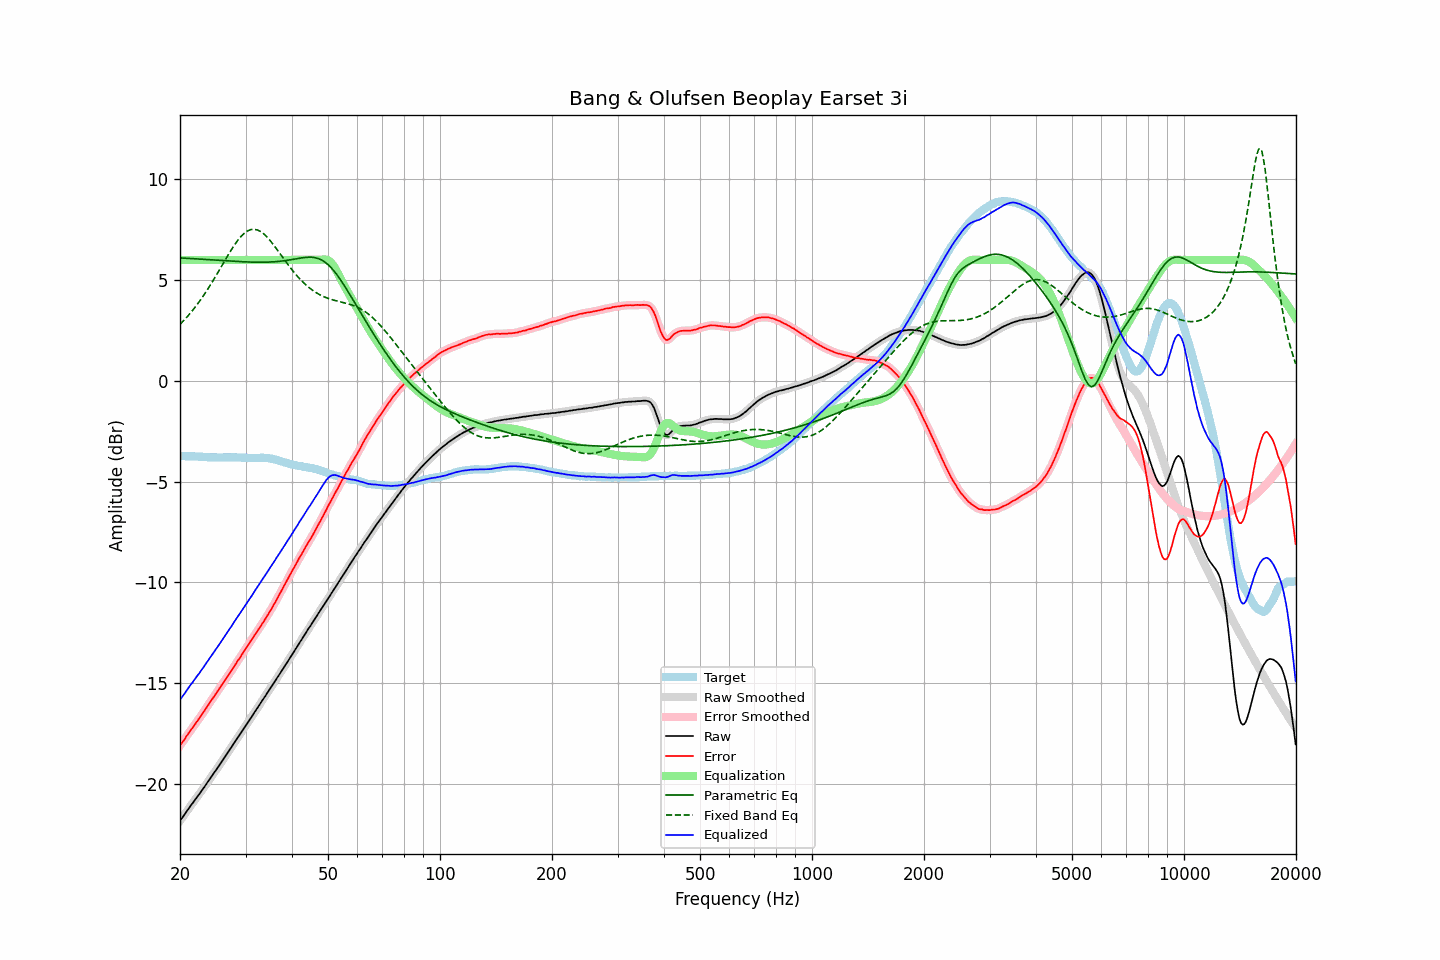 Bang & Olufsen Beoplay Earset 3i
Amplitude (dBr)
10
5
0
−5
−10
−15
−20
Target
Raw Smoothed
Error Smoothed
Raw
Error
Equalization
Parametric Eq
Fixed Band Eq
Equalized
20 50 100 200 500 1000 2000 5000 10000 20000
Frequency (Hz)